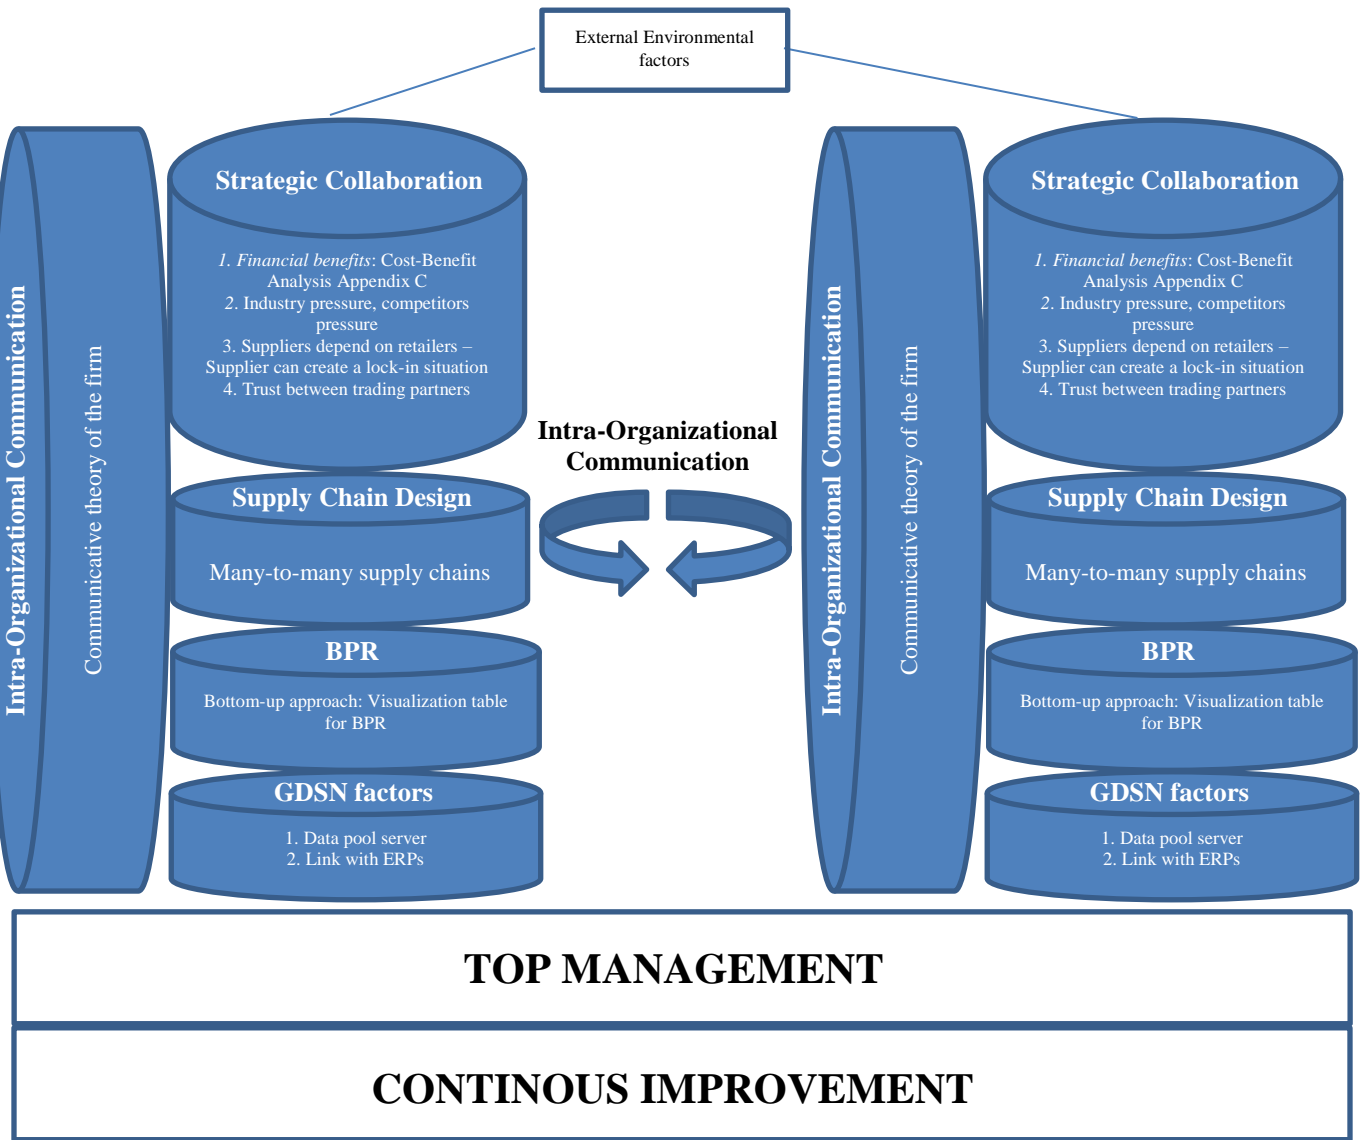 External Environmental
factors
Intra-Organizational Communication
Communicative theory of the firm
Strategic Collaboration
1. Financial benefits: Cost-Benefit
Analysis Appendix C
2. Industry pressure, competitors
pressure
3. Suppliers depend on retailers –
Supplier can create a lock-in situation
4. Trust between trading partners
Supply Chain Design
Many-to-many supply chains
BPR
Bottom-up approach: Visualization table
for BPR
GDSN factors
1. Data pool server
2. Link with ERPs
Intra-Organizational
Communication
Intra-Organizational Communication
Communicative theory of the firm
Strategic Collaboration
1. Financial benefits: Cost-Benefit
Analysis Appendix C
2. Industry pressure, competitors
pressure
3. Suppliers depend on retailers –
Supplier can create a lock-in situation
4. Trust between trading partners
Supply Chain Design
Many-to-many supply chains
BPR
Bottom-up approach: Visualization table
for BPR
GDSN factors
1. Data pool server
2. Link with ERPs
TOP MANAGEMENT
CONTINOUS IMPROVEMENT